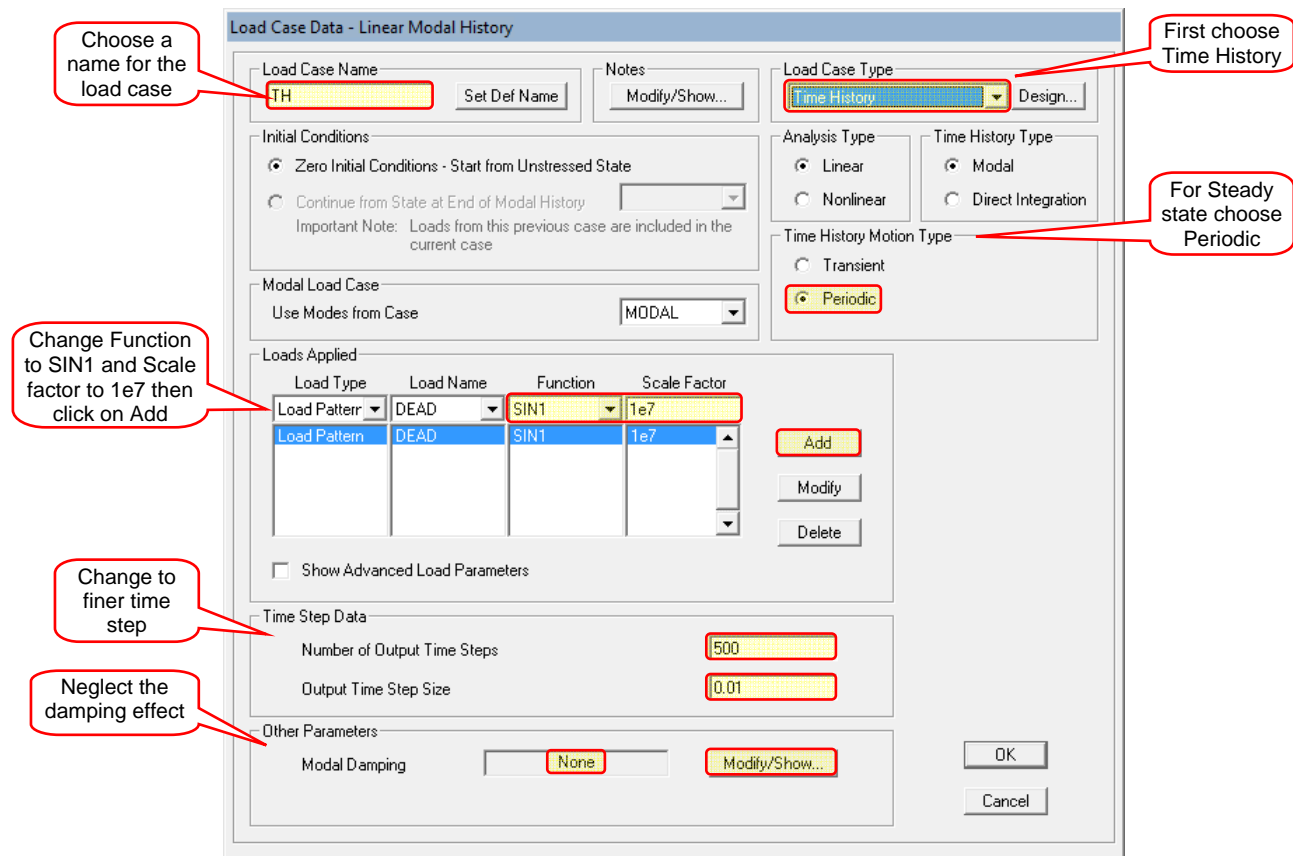 Load Case Data - Linear Modal History
Choose a
name for the
load case
First choose
Time History
Load Case Name
TH
Set Def Name
Notes
Modify/Show...
Load Case Type
Time History
Design...
Initial Conditions
Zero Initial Conditions - Start from Unstressed State
Continue from State at End of Modal History
Important Note: Loads from this previous case are included in the
current case
Analysis Type
Linear
Nonlinear
Time History Type
Modal
Direct Integration
For Steady
state choose
Periodic
Time History Motion Type
Transient
Periodic
Modal Load Case
Use Modes from Case
MODAL
Change Function
to SIN1 and Scale
factor to 1e7 then
click on Add
Loads Applied
Load Type Load Name Function Scale Factor
Load Pattern DEAD SIN1 1e7
Load Pattern DEAD SIN1 1e7
Add
Modify
Delete
Show Advanced Load Parameters
Change to
finer time
step
Time Step Data
Number of Output Time Steps 500
Output Time Step Size 0.01
Neglect the
damping effect
Other Parameters
Modal Damping None Modify/Show...
OK
Cancel